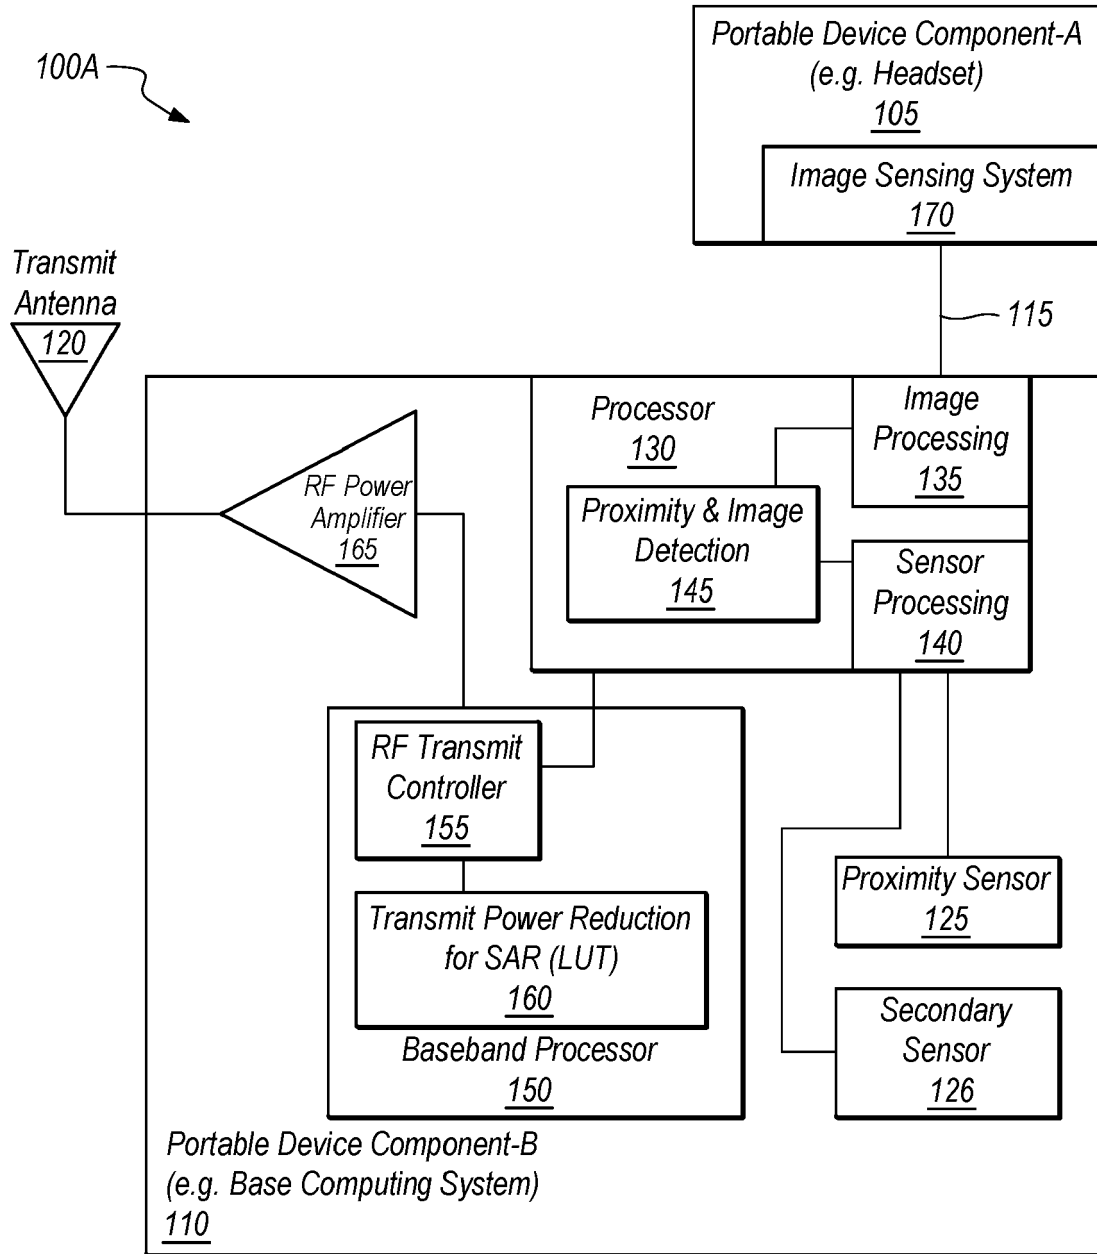 100A
Portable Device Component-A
(e.g. Headset)
105
Image Sensing System
170
115
Transmit
Antenna
120
RF Power
Amplifier
165
Processor
130
Image
Processing
135
Proximity & Image
Detection
145
Sensor
Processing
140
RF Transmit
Controller
155
Transmit Power Reduction
for SAR (LUT)
160
Baseband Processor
150
Proximity Sensor
125
Secondary
Sensor
126
Portable Device Component-B
(e.g. Base Computing System)
110